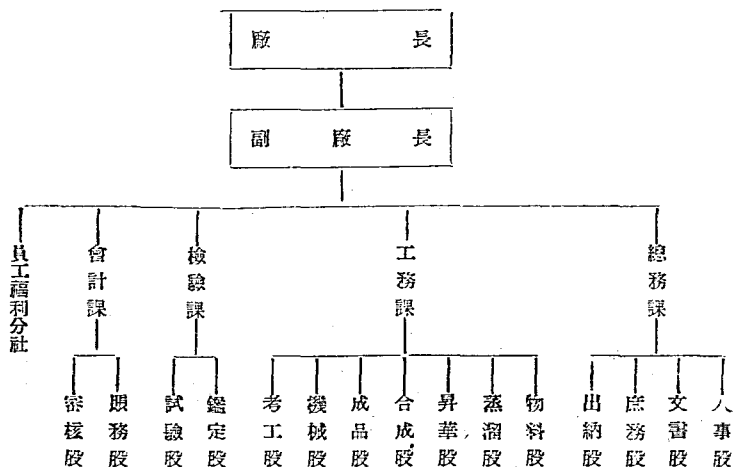 廠長
副廠長
總務課
工務課
檢驗課
會計課
員工福利分社
人事股
文書股
庶務股
出納股
物料股
蒸溜股
昇華股
合成股
成品股
機械股
考工股
鑑定股
試驗股
賬務股
審核股